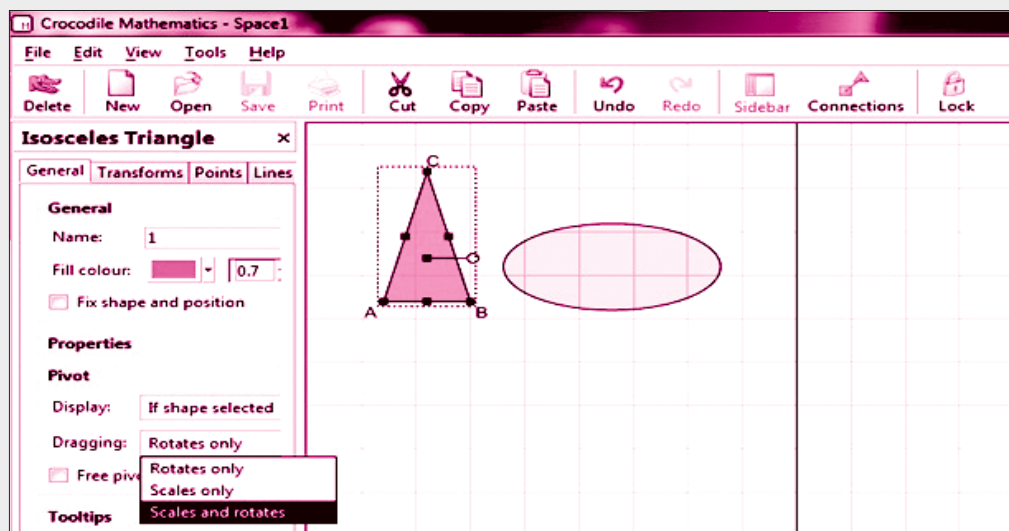 Crocodile Mathematics - Space1
File Edit View Tools Help
Delete New Open Save Print Cut Copy Paste Undo Redo Sidebar Connections Lock
Isosceles Triangle ×
General Transforms Points Lines
General
Name: 1
Fill colour: 0.7
Fix shape and position
Properties
Pivot
Display: If shape selected
Dragging: Rotates only
Free
Rotates only
Scales only
Scales and rotates
Tooltips
C
A B